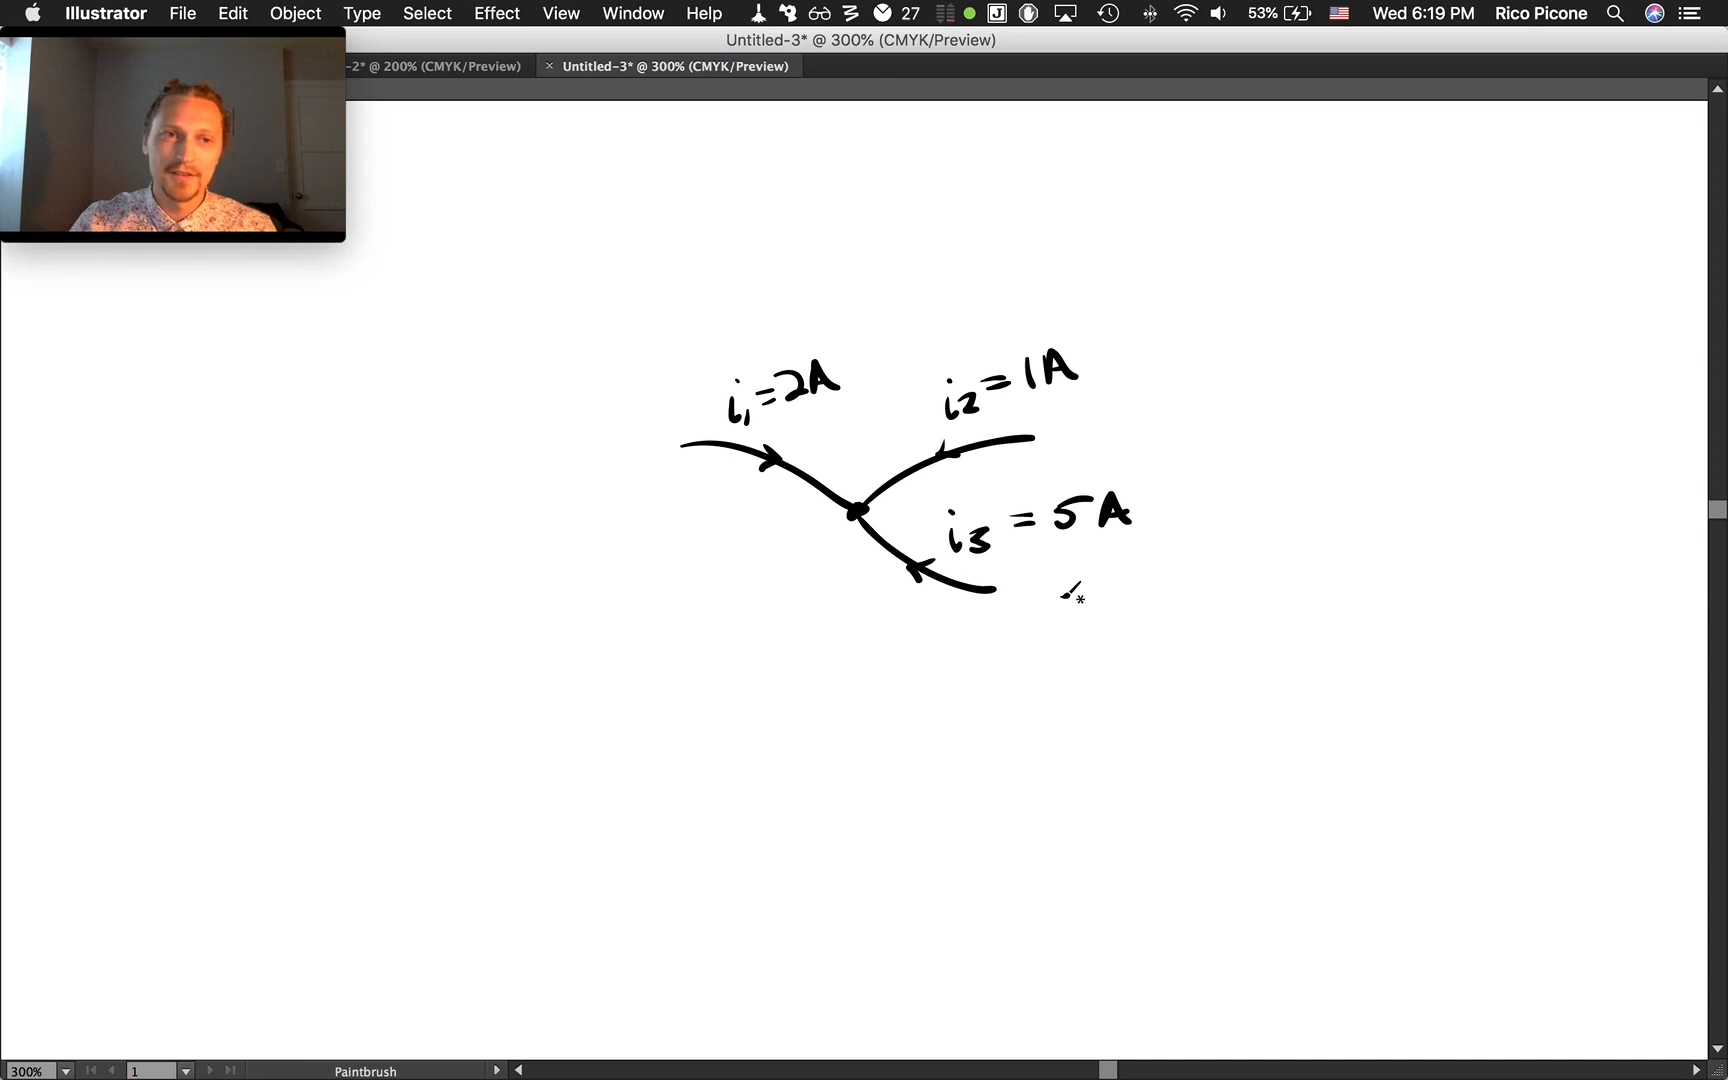 Illustrator File Edit Object Type Select Effect View Window Help 27 53% Wed 6:19 PM Rico Picone
Untitled-3* @ 300% (CMYK/Preview)
-2* @ 200% (CMYK/Preview) × Untitled-3* @ 300% (CMYK/Preview)
i₁=2A i₂=1A
i₃ = 5A
300% 1 Paintbrush